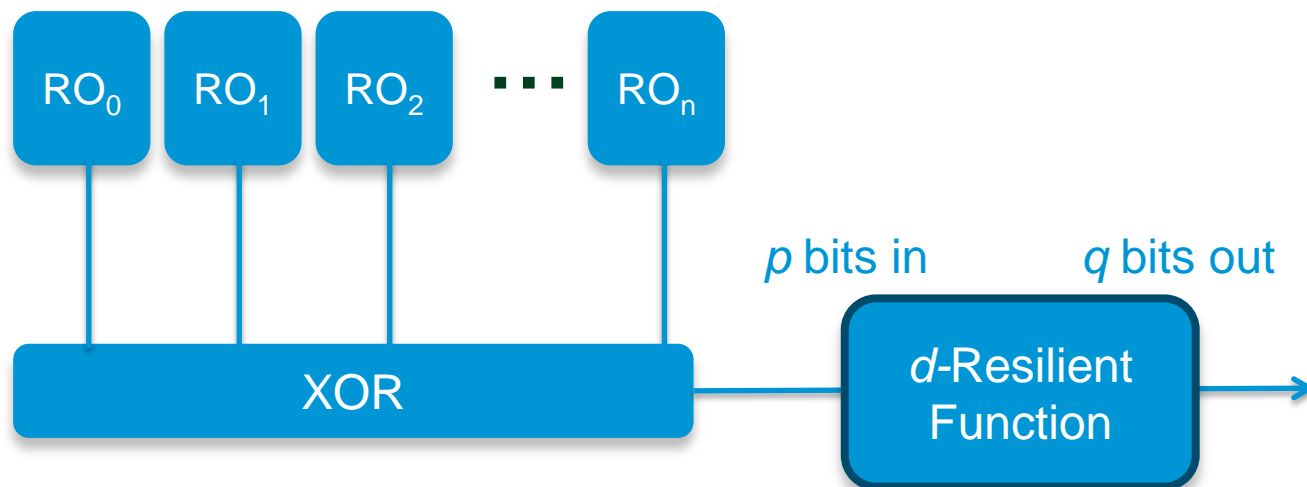 RO₀ RO₁ RO₂ ... ROₙ
p bits in q bits out
XOR
d-Resilient
Function